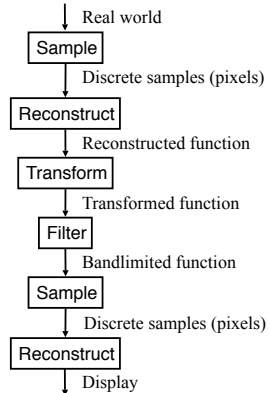 Real world
Sample
Discrete samples (pixels)
Reconstruct
Reconstructed function
Transform
Transformed function
Filter
Bandlimited function
Sample
Discrete samples (pixels)
Reconstruct
Display